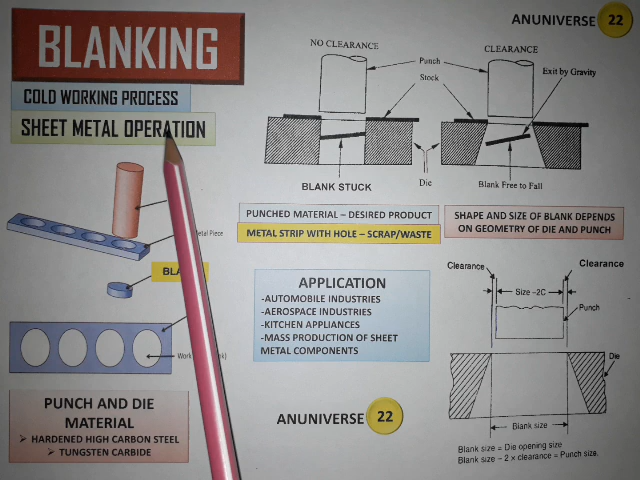 ANUNIVERSE 22
BLANKING
COLD WORKING PROCESS
SHEET METAL OPERATION
NO CLEARANCE
CLEARANCE
Punch
Stock
Exit by Gravity
BLANK STUCK
Die
Blank Free to Fall
Metal Piece
PUNCHED MATERIAL – DESIRED PRODUCT
METAL STRIP WITH HOLE – SCRAP/WASTE
SHAPE AND SIZE OF BLANK DEPENDS
ON GEOMETRY OF DIE AND PUNCH
APPLICATION
-AUTOMOBILE INDUSTRIES
-AEROSPACE INDUSTRIES
-KITCHEN APPLIANCES
-MASS PRODUCTION OF SHEET
METAL COMPONENTS
Clearance
Clearance
Size –2C
Punch
Die
Blank size
Blank size = Die opening size
Blank size – 2 x clearance = Punch size.
PUNCH AND DIE
MATERIAL
➢ HARDENED HIGH CARBON STEEL
➢ TUNGSTEN CARBIDE
ANUNIVERSE 22